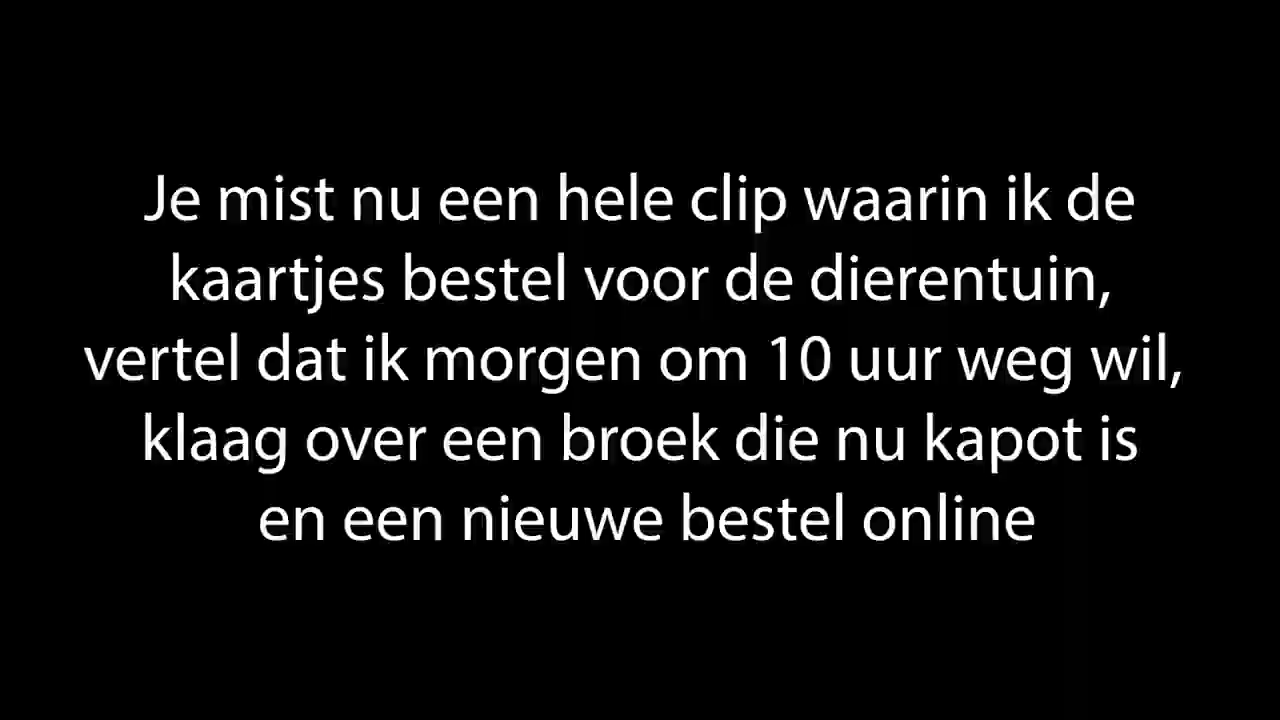 Je mist nu een hele clip waarin ik de
kaartjes bestel voor de dierentuin,
vertel dat ik morgen om 10 uur weg wil,
klaag over een broek die nu kapot is
en een nieuwe bestel online